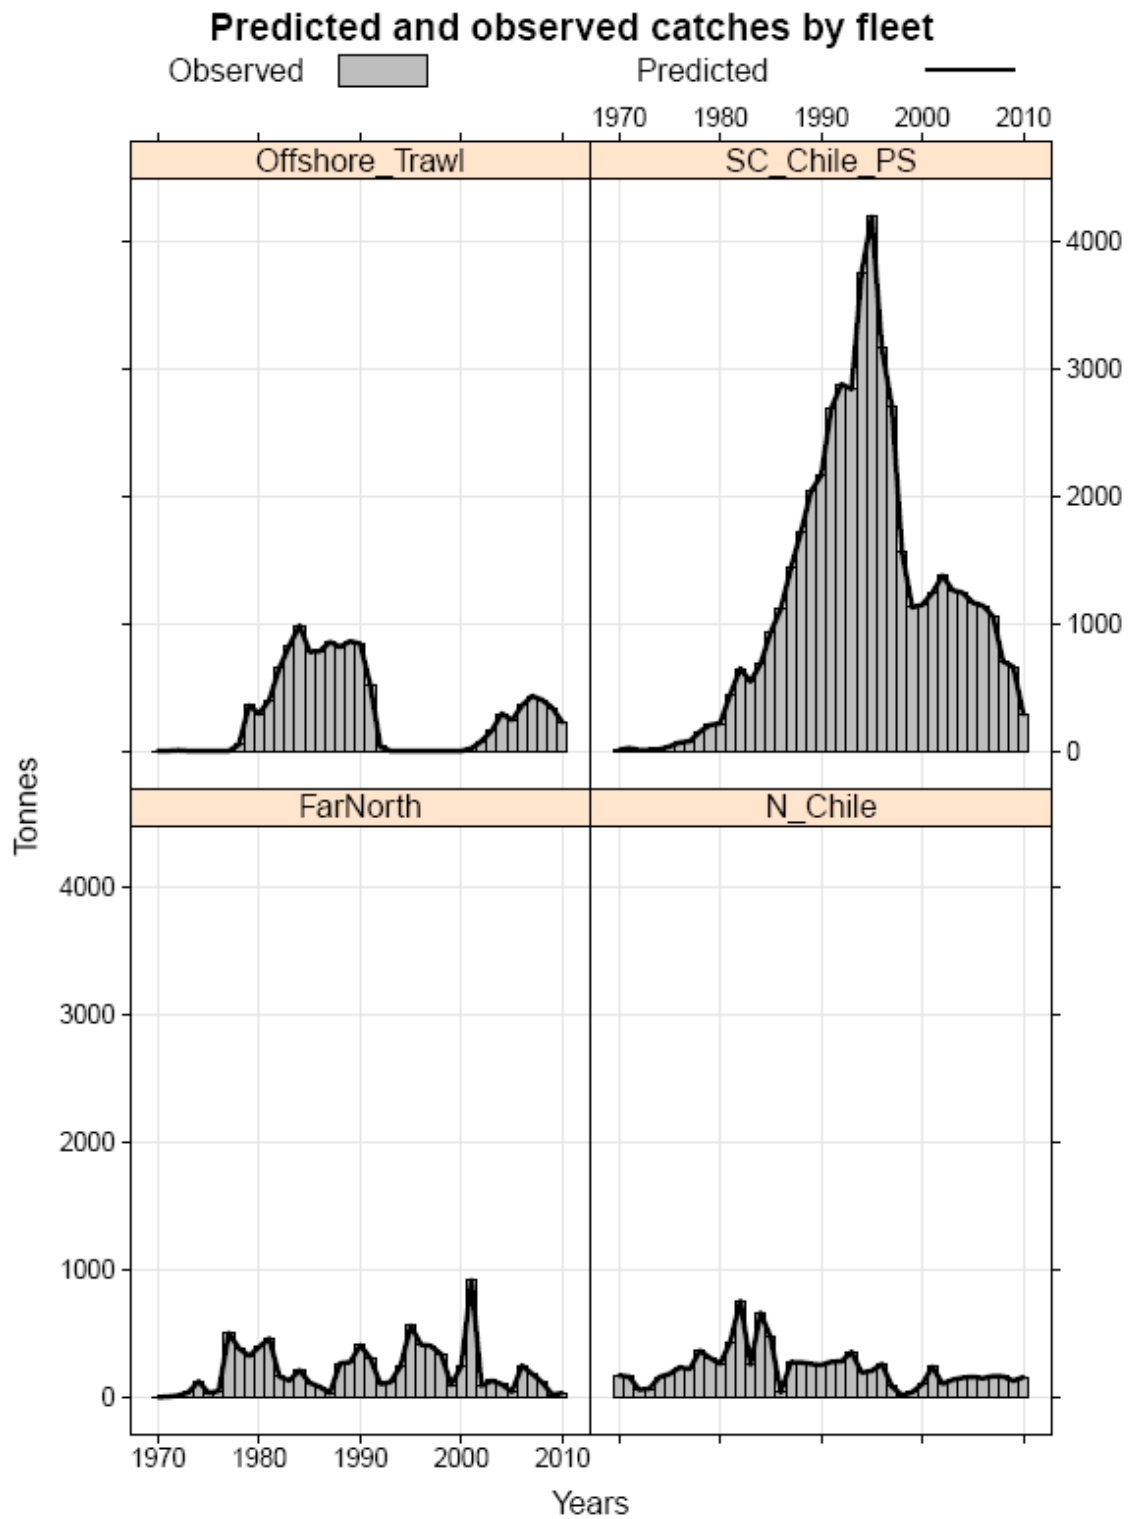 Predicted and observed catches by fleet
Observed Predicted
1970 1980 1990 2000 2010
Offshore_Trawl SC_Chile_PS
4000
3000
2000
1000
0
Tonnes
FarNorth N_Chile
4000
3000
2000
1000
0
1970 1980 1990 2000 2010
Years